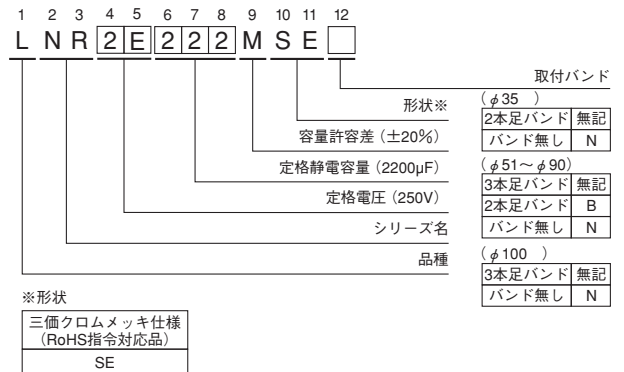 1 2 3 4 5 6 7 8 9 10 11 12
L N R 2 E 2 2 2 M S E
取付バンド
形状※
容量許容差（±20%）
定格静電容量（2200μF）
定格電圧（250V）
シリーズ名
品種
（φ35　）
2本足バンド 無記
バンド無し N
（φ51～φ90）
3本足バンド 無記
2本足バンド B
バンド無し N
（φ100　）
3本足バンド 無記
バンド無し N
※形状
三価クロムメッキ仕様
（RoHS指令対応品）
SE